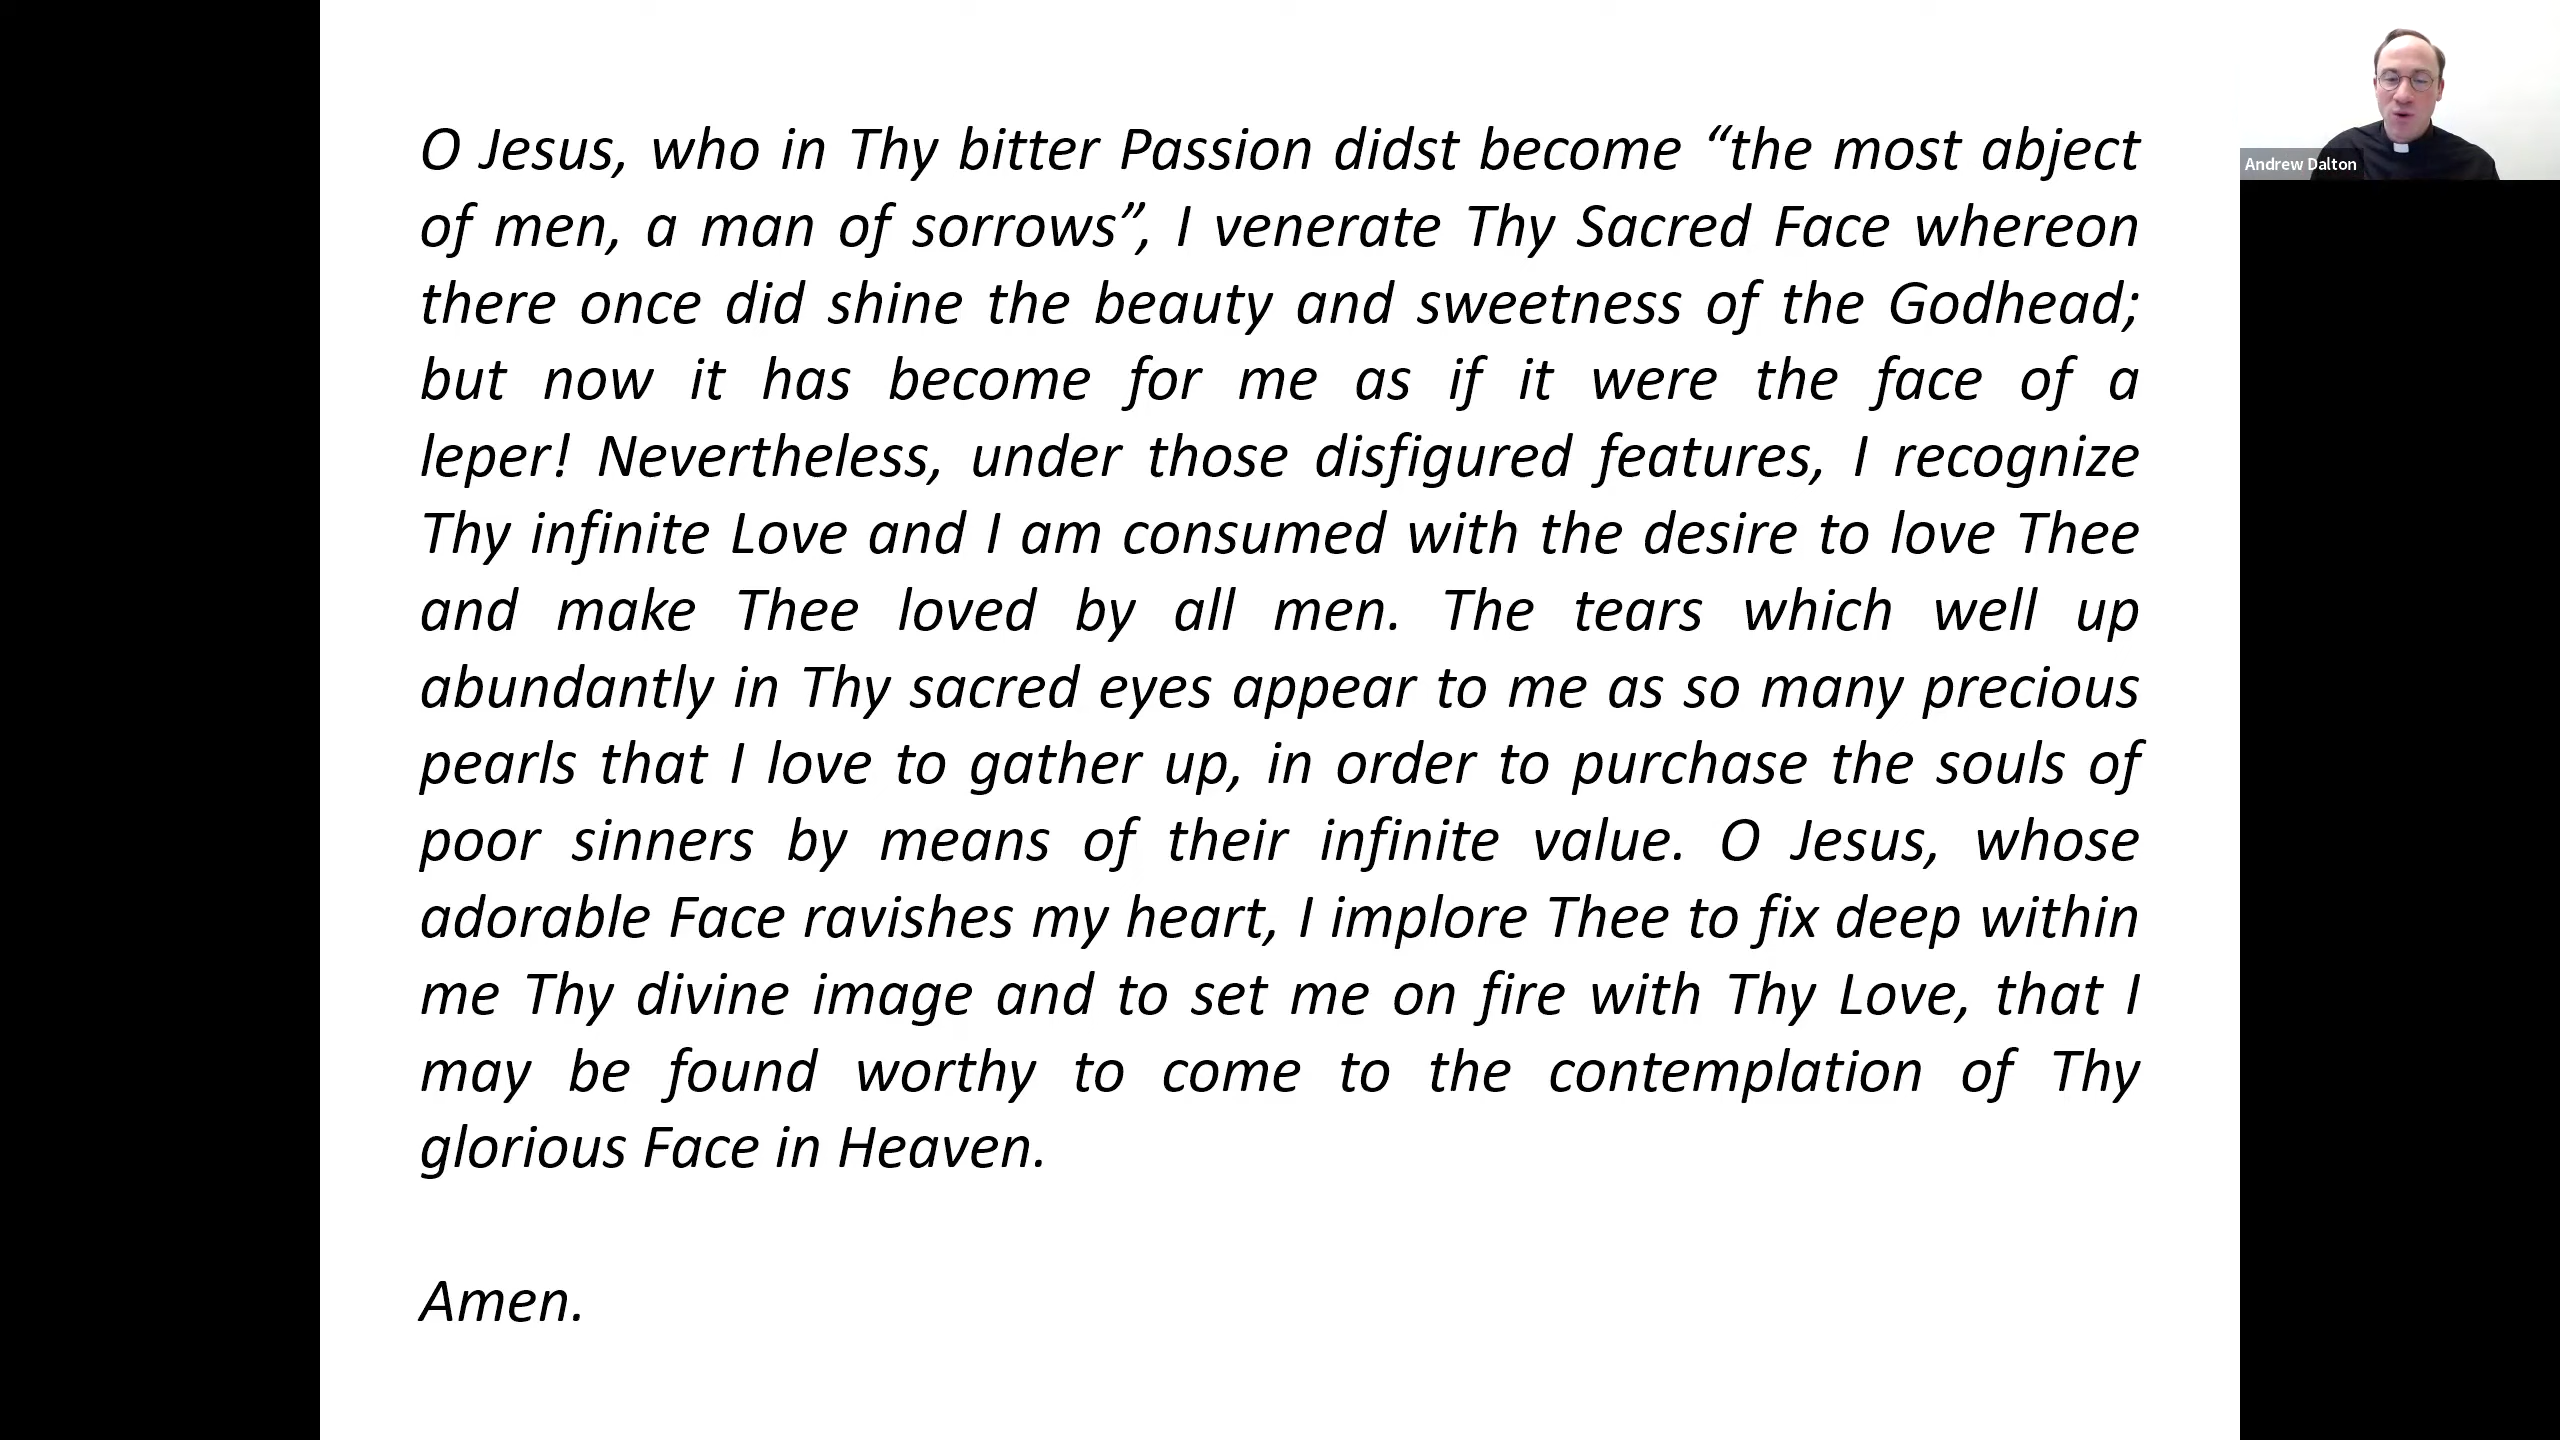 O Jesus, who in Thy bitter Passion didst become “the most abject
of men, a man of sorrows”, I venerate Thy Sacred Face whereon
there once did shine the beauty and sweetness of the Godhead;
but now it has become for me as if it were the face of a
leper! Nevertheless, under those disfigured features, I recognize
Thy infinite Love and I am consumed with the desire to love Thee
and make Thee loved by all men. The tears which well up
abundantly in Thy sacred eyes appear to me as so many precious
pearls that I love to gather up, in order to purchase the souls of
poor sinners by means of their infinite value. O Jesus, whose
adorable Face ravishes my heart, I implore Thee to fix deep within
me Thy divine image and to set me on fire with Thy Love, that I
may be found worthy to come to the contemplation of Thy
glorious Face in Heaven.
Amen.
Andrew Dalton